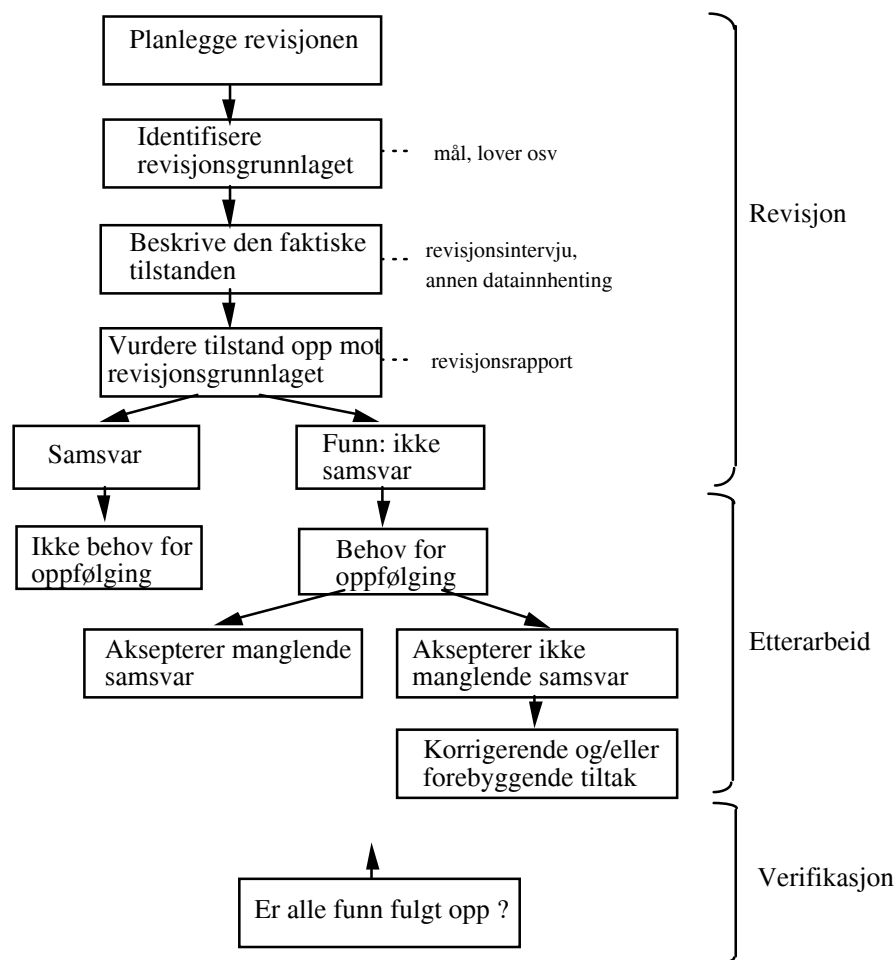 Planlegge revisjonen
Identifisere
revisjonsgrunnlaget
mål, lover osv
Revisjon
Beskrive den faktiske
tilstanden
revisjonsintervju,
annen datainnhenting
Vurdere tilstand opp mot
revisjonsgrunnlaget
revisjonsrapport
Samsvar
Funn: ikke
samsvar
Ikke behov for
oppfølging
Behov for
oppfølging
Aksepterer manglende
samsvar
Aksepterer ikke
manglende samsvar
Etterarbeid
Korrigerende og/eller
forebyggende tiltak
Er alle funn fulgt opp ?
Verifikasjon